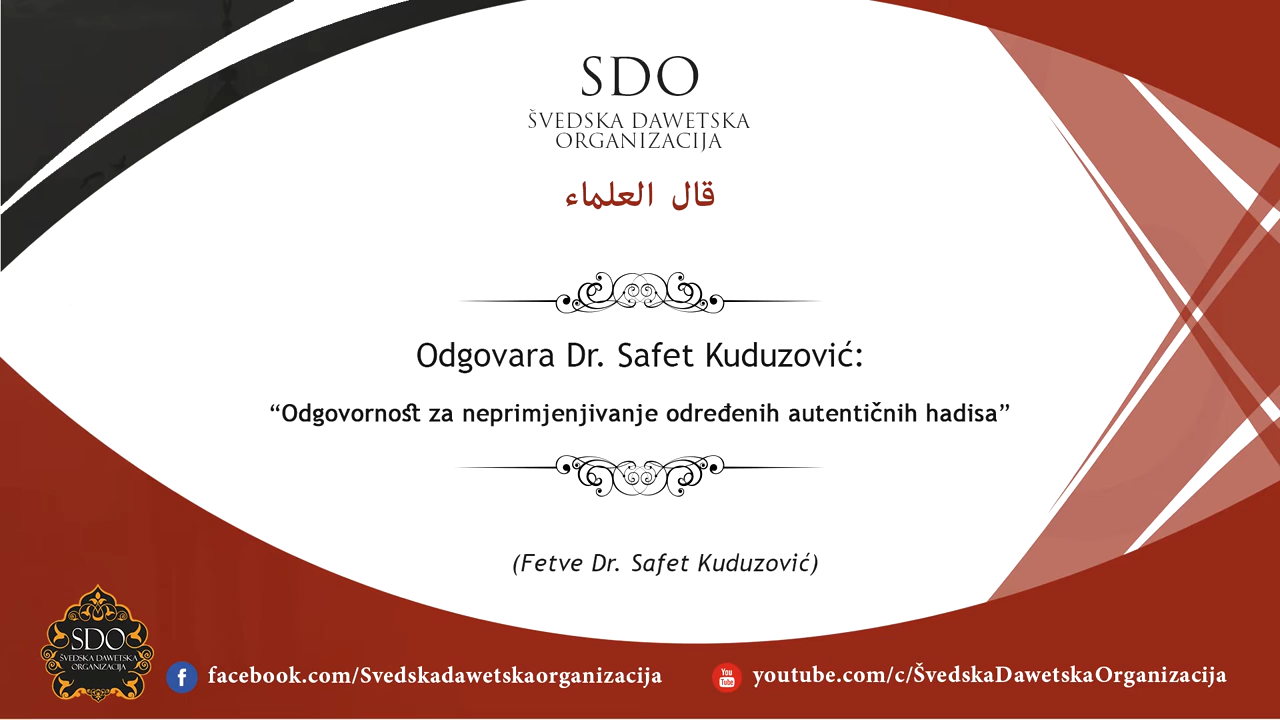 SDO
ŠVEDSKA DAWETSKA
ORGANIZACIJA
قال العلماء
Odgovara Dr. Safet Kuduzović:
“Odgovornost za neprimjenjivanje određenih autentičnih hadisa”
(Fetve Dr. Safet Kuduzović)
SDO
ŠVEDSKA DAWETSKA
ORGANIZACIJA
facebook.com/Svedskadawetskaorganizacija
You
Tube
youtube.com/c/ŠvedskaDawetskaOrganizacija